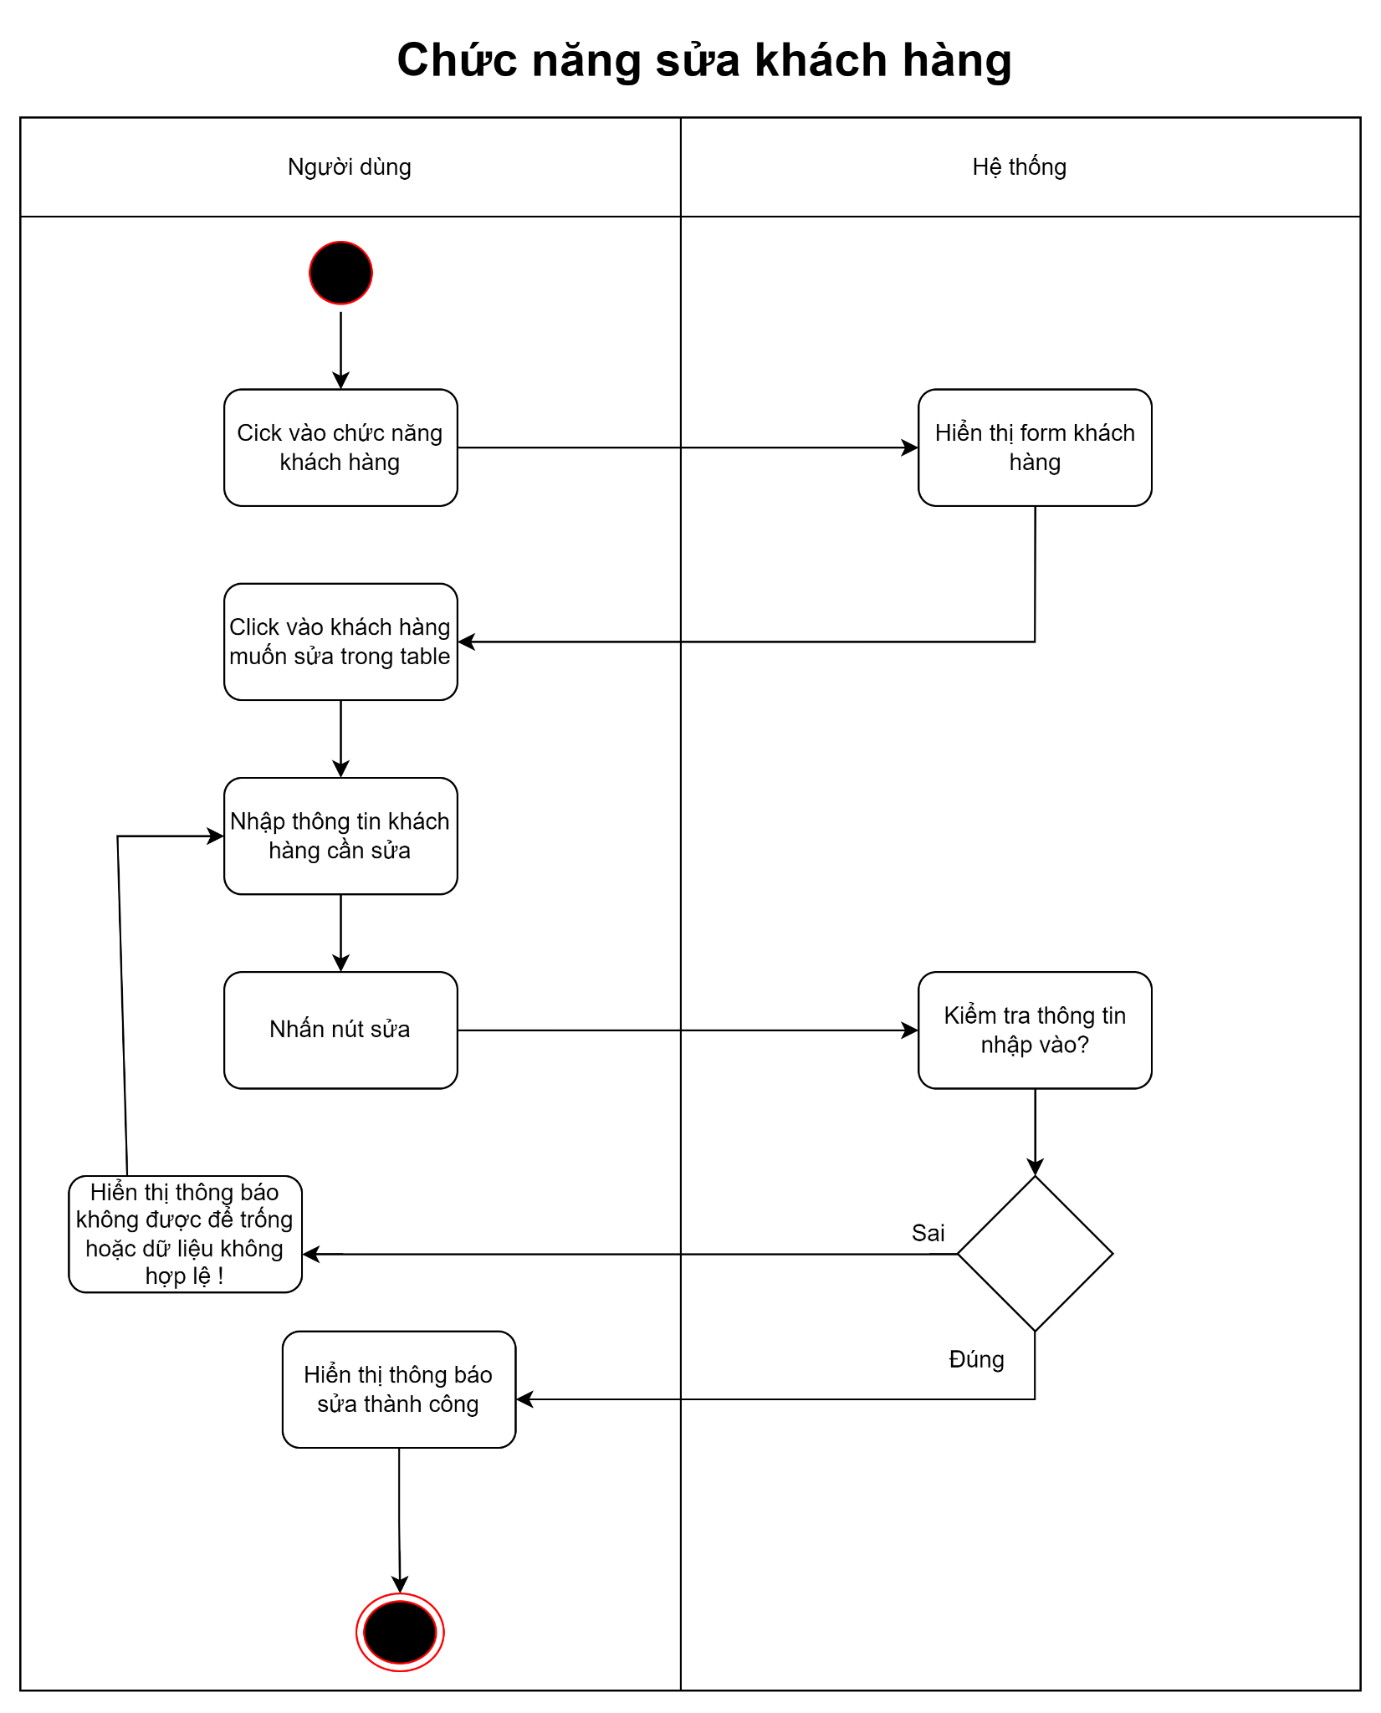 Chức năng sửa khách hàng
Người dùng
Hệ thống
Cick vào chức năng
khách hàng
Hiển thị form khách
hàng
Click vào khách hàng
muốn sửa trong table
Nhập thông tin khách
hàng cần sửa
Nhấn nút sửa
Kiểm tra thông tin
nhập vào?
Sai
Hiển thị thông báo
không được để trống
hoặc dữ liệu không
hợp lệ !
Đúng
Hiển thị thông báo
sửa thành công